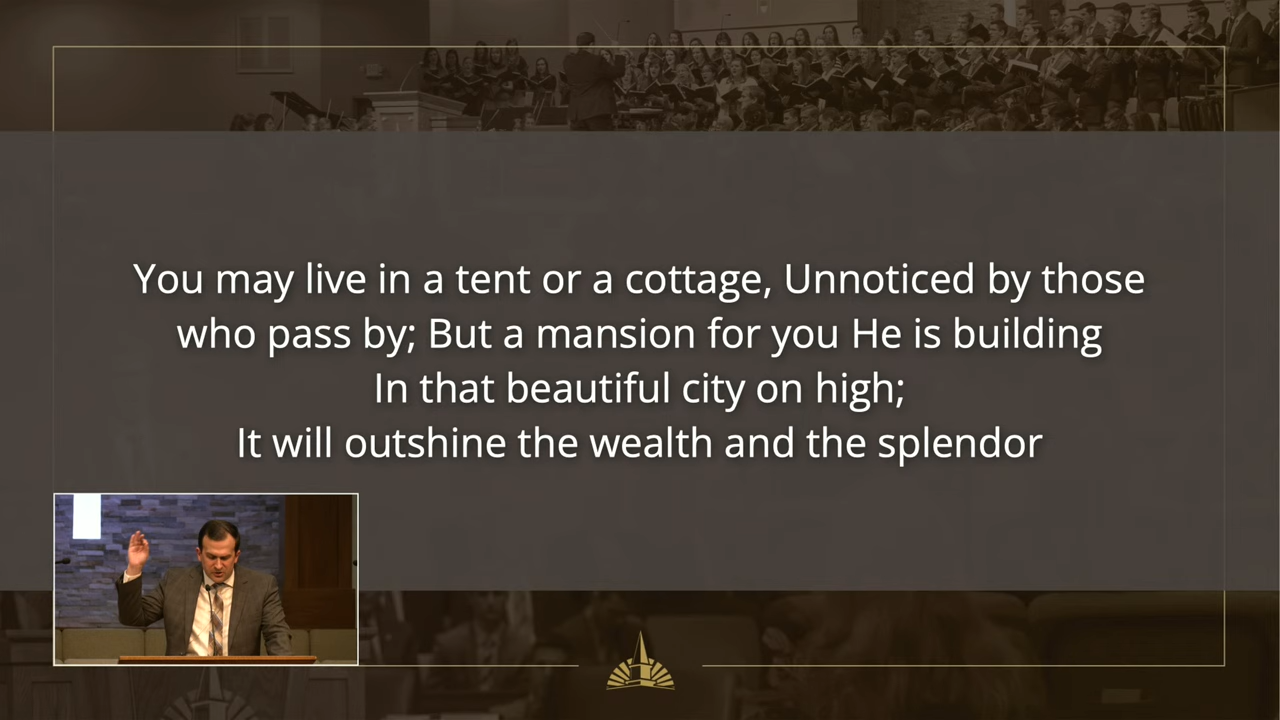 You may live in a tent or a cottage, Unnoticed by those
who pass by; But a mansion for you He is building
In that beautiful city on high;
It will outshine the wealth and the splendor